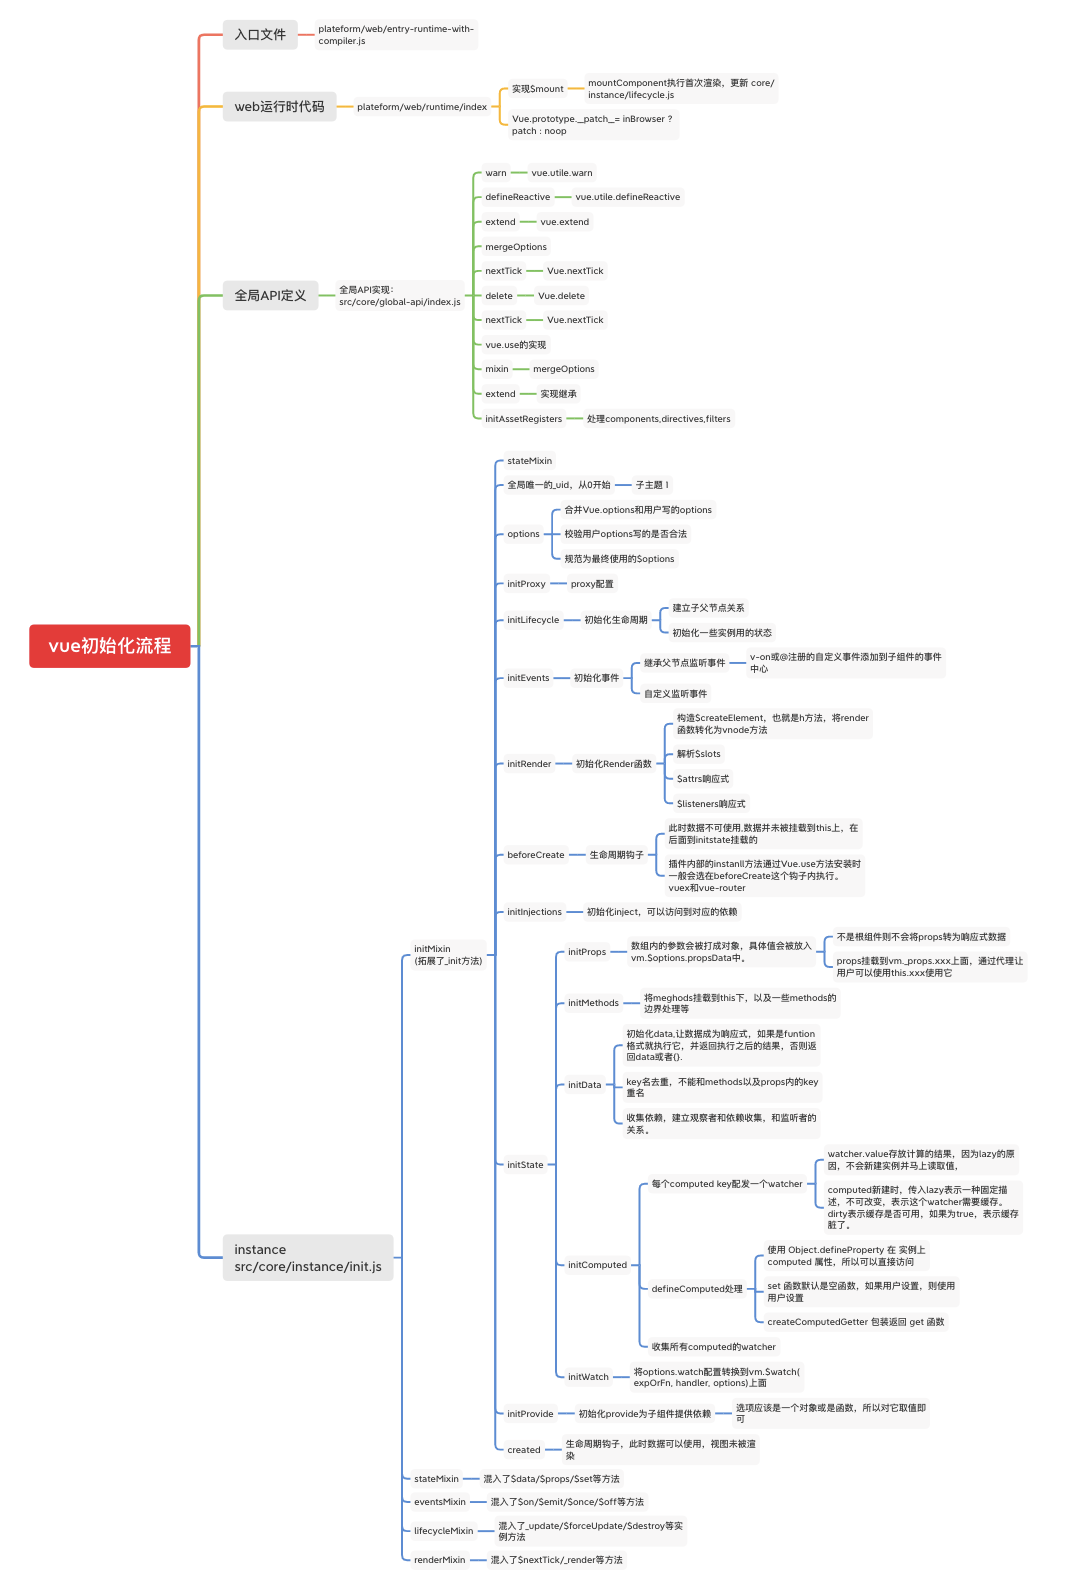 vue初始化流程
入口文件
plateform/web/entry-runtime-with-
compiler.js
web运行时代码
plateform/web/runtime/index
实现$mount
mountComponent执行首次渲染，更新 core/
instance/lifecycle.js
Vue.prototype.__patch__= inBrowser ?
patch : noop
全局API定义
全局API实现：
src/core/global-api/index.js
warn
vue.utile.warn
defineReactive
vue.utile.defineReactive
extend
vue.extend
mergeOptions
nextTick
Vue.nextTick
delete
Vue.delete
nextTick
Vue.nextTick
vue.use的实现
mixin
mergeOptions
extend
实现继承
initAssetRegisters
处理components,directives,filters
instance
src/core/instance/init.js
initMixin
(拓展了_init方法)
stateMixin
全局唯一的_uid，从0开始
子主题 1
options
合并Vue.options和用户写的options
校验用户options写的是否合法
规范为最终使用的$options
initProxy
proxy配置
initLifecycle
初始化生命周期
建立子父节点关系
初始化一些实例用的状态
initEvents
初始化事件
继承父节点监听事件
v-on或@注册的自定义事件添加到子组件的事件
中心
自定义监听事件
initRender
初始化Render函数
构造$createElement，也就是h方法，将render
函数转化为vnode方法
解析$slots
$attrs响应式
$listeners响应式
beforeCreate
生命周期钩子
此时数据不可使用,数据并未被挂载到this上，在
后面到initstate挂载的
插件内部的instanll方法通过Vue.use方法安装时
一般会选在beforeCreate这个钩子内执行。
vuex和vue-router
initInjections
初始化inject，可以访问到对应的依赖
initState
initProps
数组内的参数会被打成对象，具体值会被放入
vm.$options.propsData中。
不是根组件则不会将props转为响应式数据
props挂载到vm._props.xxx上面，通过代理让
用户可以使用this.xxx使用它
initMethods
将meghods挂载到this下，以及一些methods的
边界处理等
initData
初始化data,让数据成为响应式，如果是funtion
格式就执行它，并返回执行之后的结果，否则返
回data或者{}.
key名去重，不能和methods以及props内的key
重名
收集依赖，建立观察者和依赖收集，和监听者的
关系。
initComputed
每个computed key配发一个watcher
watcher.value存放计算的结果，因为lazy的原
因，不会新建实例并马上读取值，
computed新建时，传入lazy表示一种固定描
述，不可改变，表示这个watcher需要缓存。
dirty表示缓存是否可用，如果为true，表示缓存
脏了。
defineComputed处理
使用 Object.defineProperty 在 实例上
computed 属性，所以可以直接访问
set 函数默认是空函数，如果用户设置，则使用
用户设置
createComputedGetter 包装返回 get 函数
收集所有computed的watcher
initWatch
将options.watch配置转换到vm.$watch(
expOrFn, handler, options)上面
initProvide
初始化provide为子组件提供依赖
选项应该是一个对象或是函数，所以对它取值即
可
created
生命周期钩子，此时数据可以使用，视图未被渲
染
stateMixin
混入了$data/$props/$set等方法
eventsMixin
混入了$on/$emit/$once/$off等方法
lifecycleMixin
混入了_update/$forceUpdate/$destroy等实
例方法
renderMixin
混入了$nextTick/_render等方法